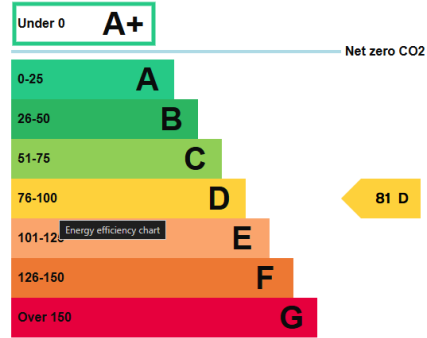 Under 0 A+
Net zero CO2
0-25 A
26-50 B
51-75 C
76-100 D
81 D
Energy efficiency chart
101-125 E
126-150 F
Over 150 G